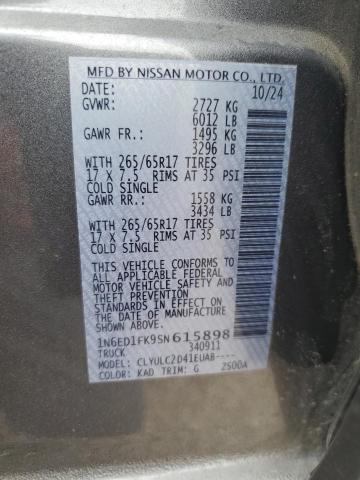 MFD BY NISSAN MOTOR CO., LTD.
DATE: 10/24
GVWR: 2727 KG
6012 LB
GAWR FR.: 1495 KG
3296 LB
WITH 265/65R17 TIRES
17 X 7.5 RIMS AT 35 PSI
COLD SINGLE
GAWR RR.: 1558 KG
3434 LB
WITH 265/65R17 TIRES
17 X 7.5 RIMS AT 35 PSI
COLD SINGLE
THIS VEHICLE CONFORMS TO
ALL APPLICABLE FEDERAL
MOTOR VEHICLE SAFETY AND
THEFT PREVENTION STANDARDS
IN EFFECT ON THE DATE OF
MANUFACTURE SHOWN ABOVE.
1N6ED1FK9SN615898
TRUCK 340911
MODEL: CLYULC2D41EUAB----
COLOR: KAD TRIM: G 2S00A